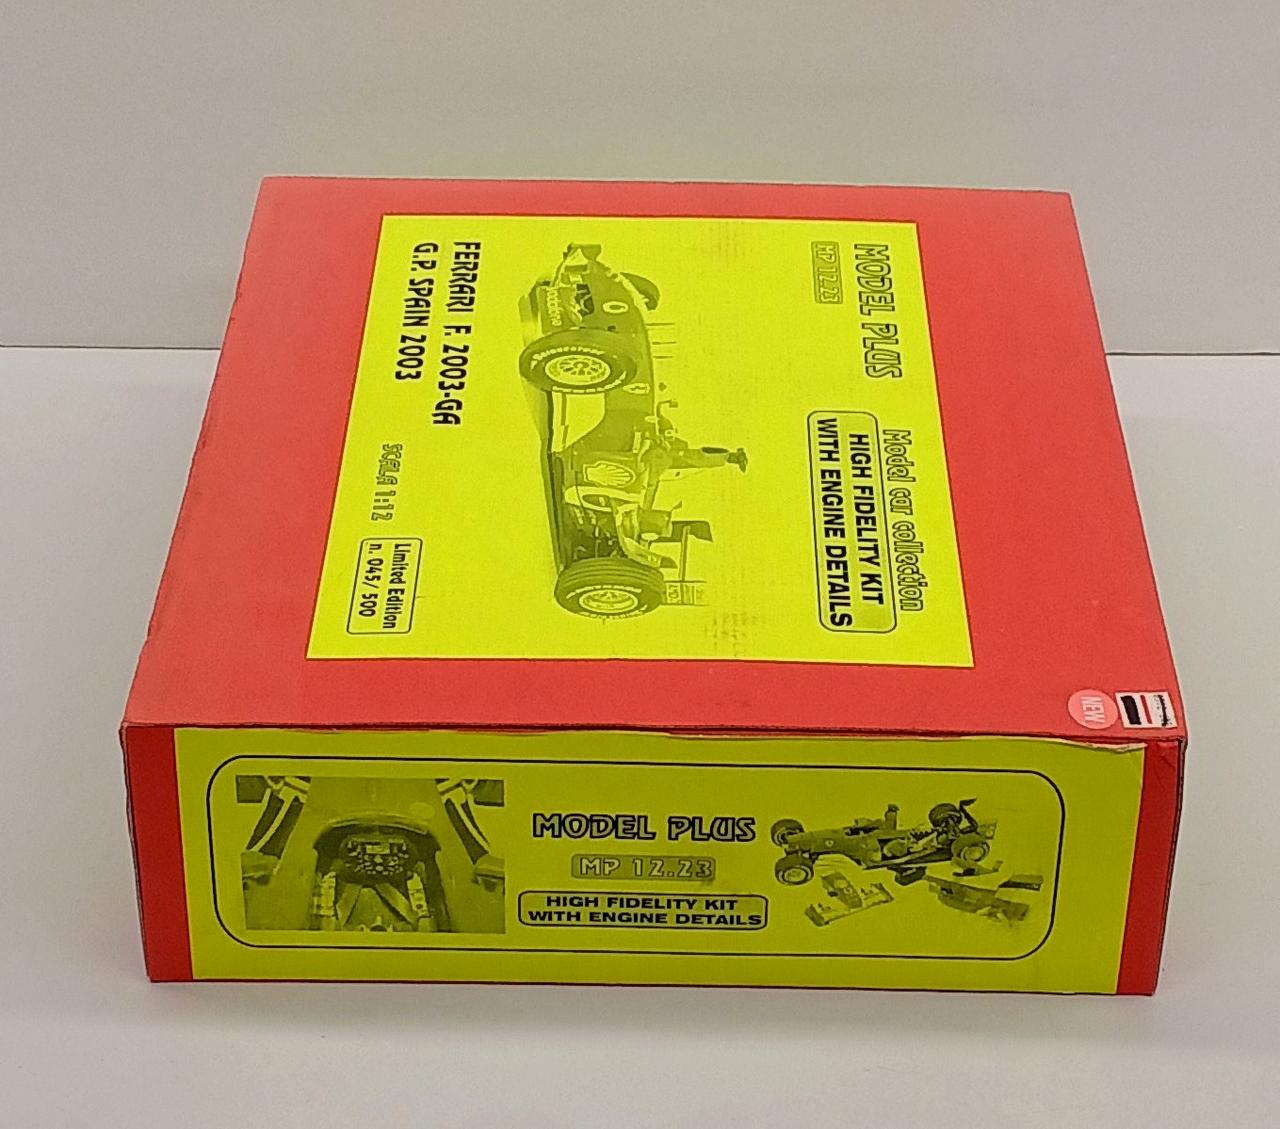 MODEL PLUS
MP 12.23
Model car collection
HIGH FIDELITY KIT
WITH ENGINE DETAILS
FERRARI F. 2003-GA
G.P. SPAIN 2003
SCALA 1:12
Limited Edition
n. 045 / 500
NEW
MODEL PLUS
MP 12.23
HIGH FIDELITY KIT
WITH ENGINE DETAILS